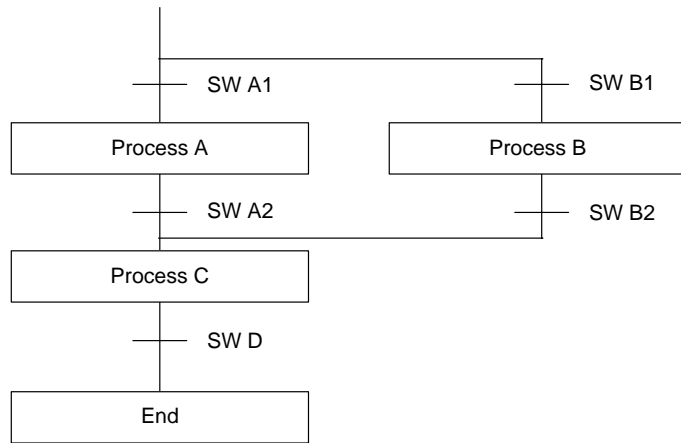 SW A1
SW B1
Process A
Process B
SW A2
SW B2
Process C
SW D
End